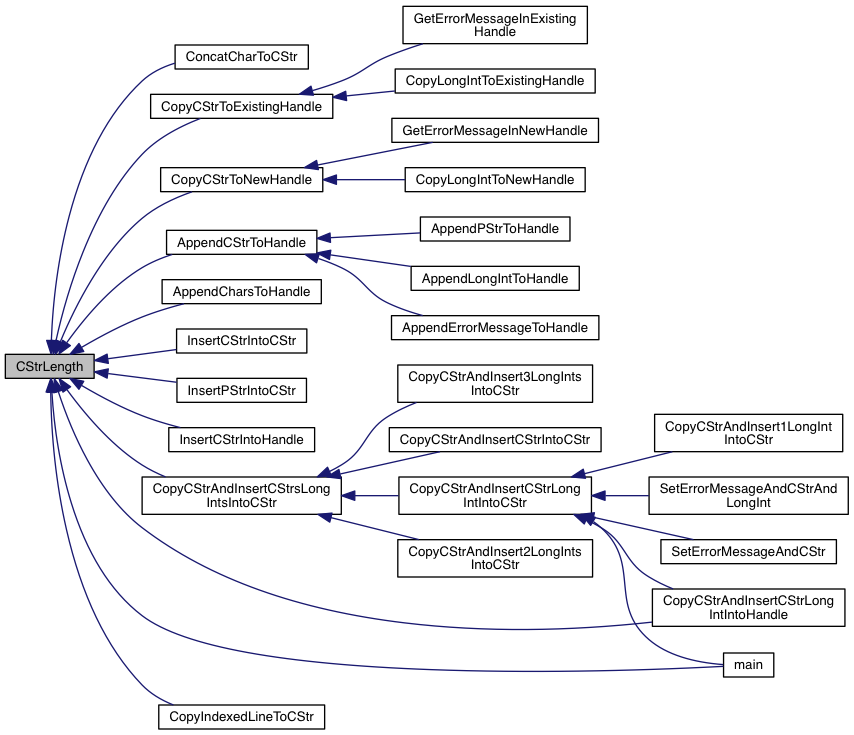 GetErrorMessageInExisting
Handle
ConcatCharToCStr
CopyLongIntToExistingHandle
CopyCStrToExistingHandle
GetErrorMessageInNewHandle
CopyCStrToNewHandle
CopyLongIntToNewHandle
AppendPStrToHandle
AppendCStrToHandle
AppendLongIntToHandle
AppendCharsToHandle
AppendErrorMessageToHandle
InsertCStrIntoCStr
CStrLength
InsertPStrIntoCStr
CopyCStrAndInsert3LongInts
IntoCStr
InsertCStrIntoHandle
CopyCStrAndInsertCStrIntoCStr
CopyCStrAndInsert1LongInt
IntoCStr
CopyCStrAndInsertCStrsLong
IntsIntoCStr
CopyCStrAndInsertCStrLong
IntIntoCStr
SetErrorMessageAndCStrAnd
LongInt
CopyCStrAndInsert2LongInts
IntoCStr
SetErrorMessageAndCStr
CopyCStrAndInsertCStrLong
IntIntoHandle
main
CopyIndexedLineToCStr